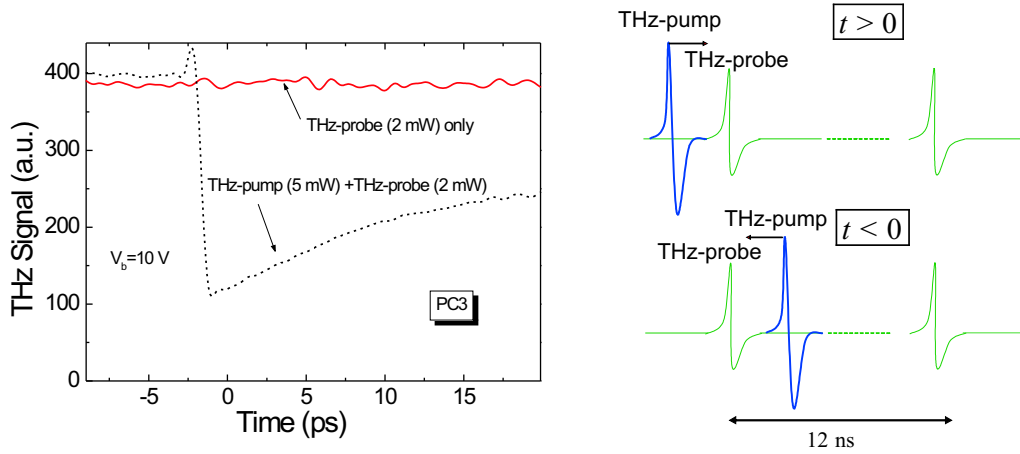 THz Signal (a.u.)
400
300
200
100
0
-5
0
5
10
15
Time (ps)
THz-probe (2 mW) only
THz-pump (5 mW) +THz-probe (2 mW)
V_b=10 V
PC3
THz-pump
t > 0
THz-probe
THz-pump
t < 0
THz-probe
12 ns